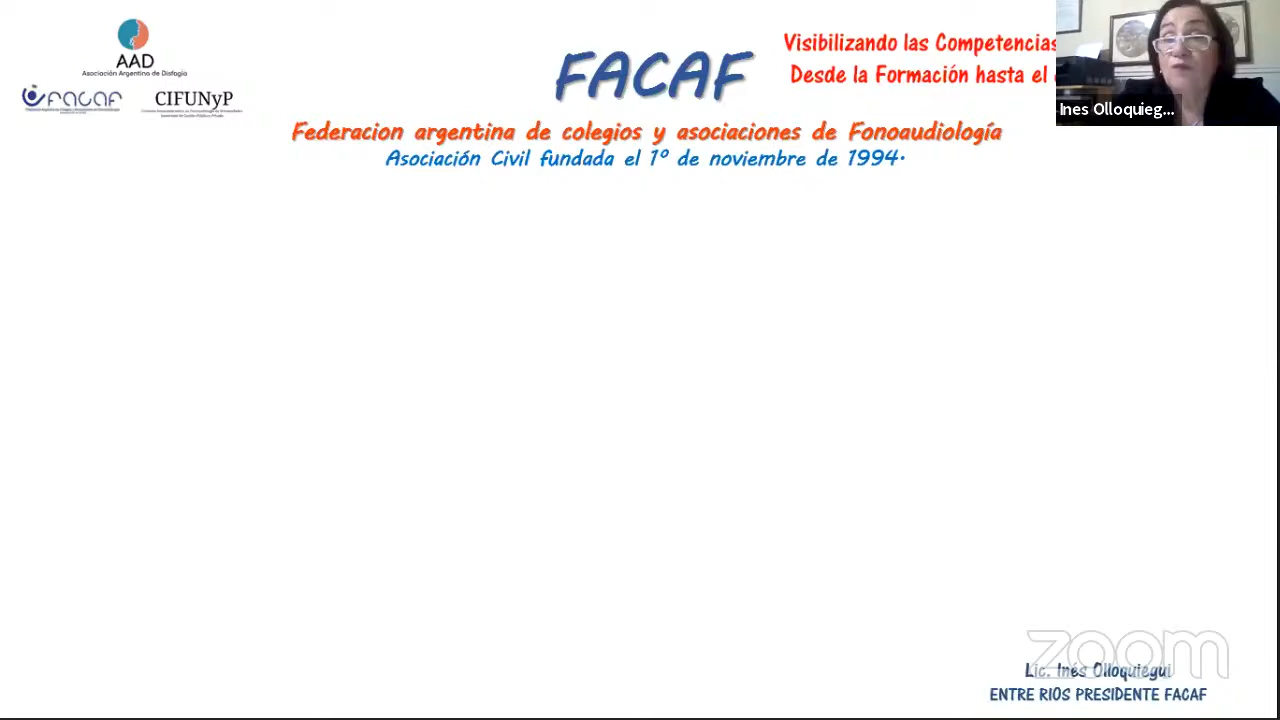 AAD
Asociación Argentina de Disfagia
FACAF
CIFUNyP
FACAF
Visibilizando las Competencias
Desde la Formación hasta el
Ines Olloquieg...
Federacion argentina de colegios y asociaciones de Fonoaudiología
Asociación Civil fundada el 1º de noviembre de 1994.
zoom
Lic. Inés Olloquiegui
ENTRE RIOS PRESIDENTE FACAF